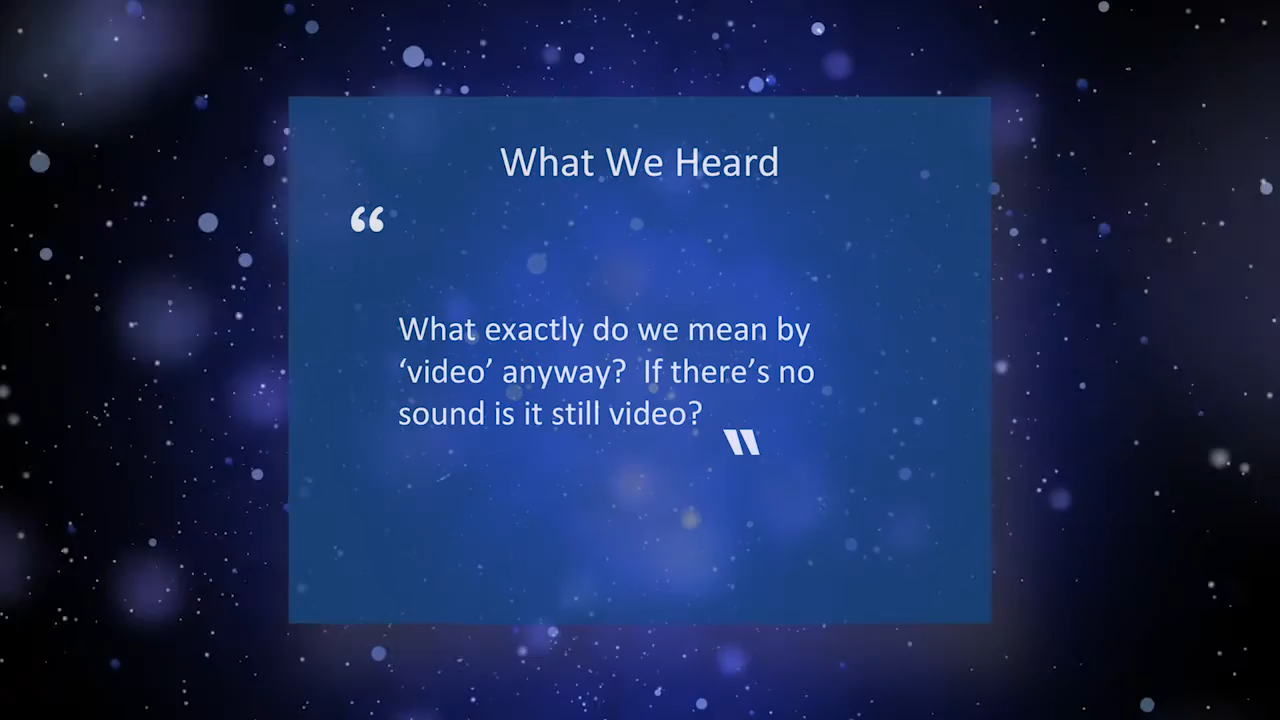 What We Heard
“
What exactly do we mean by
‘video’ anyway?  If there’s no
sound is it still video?
”